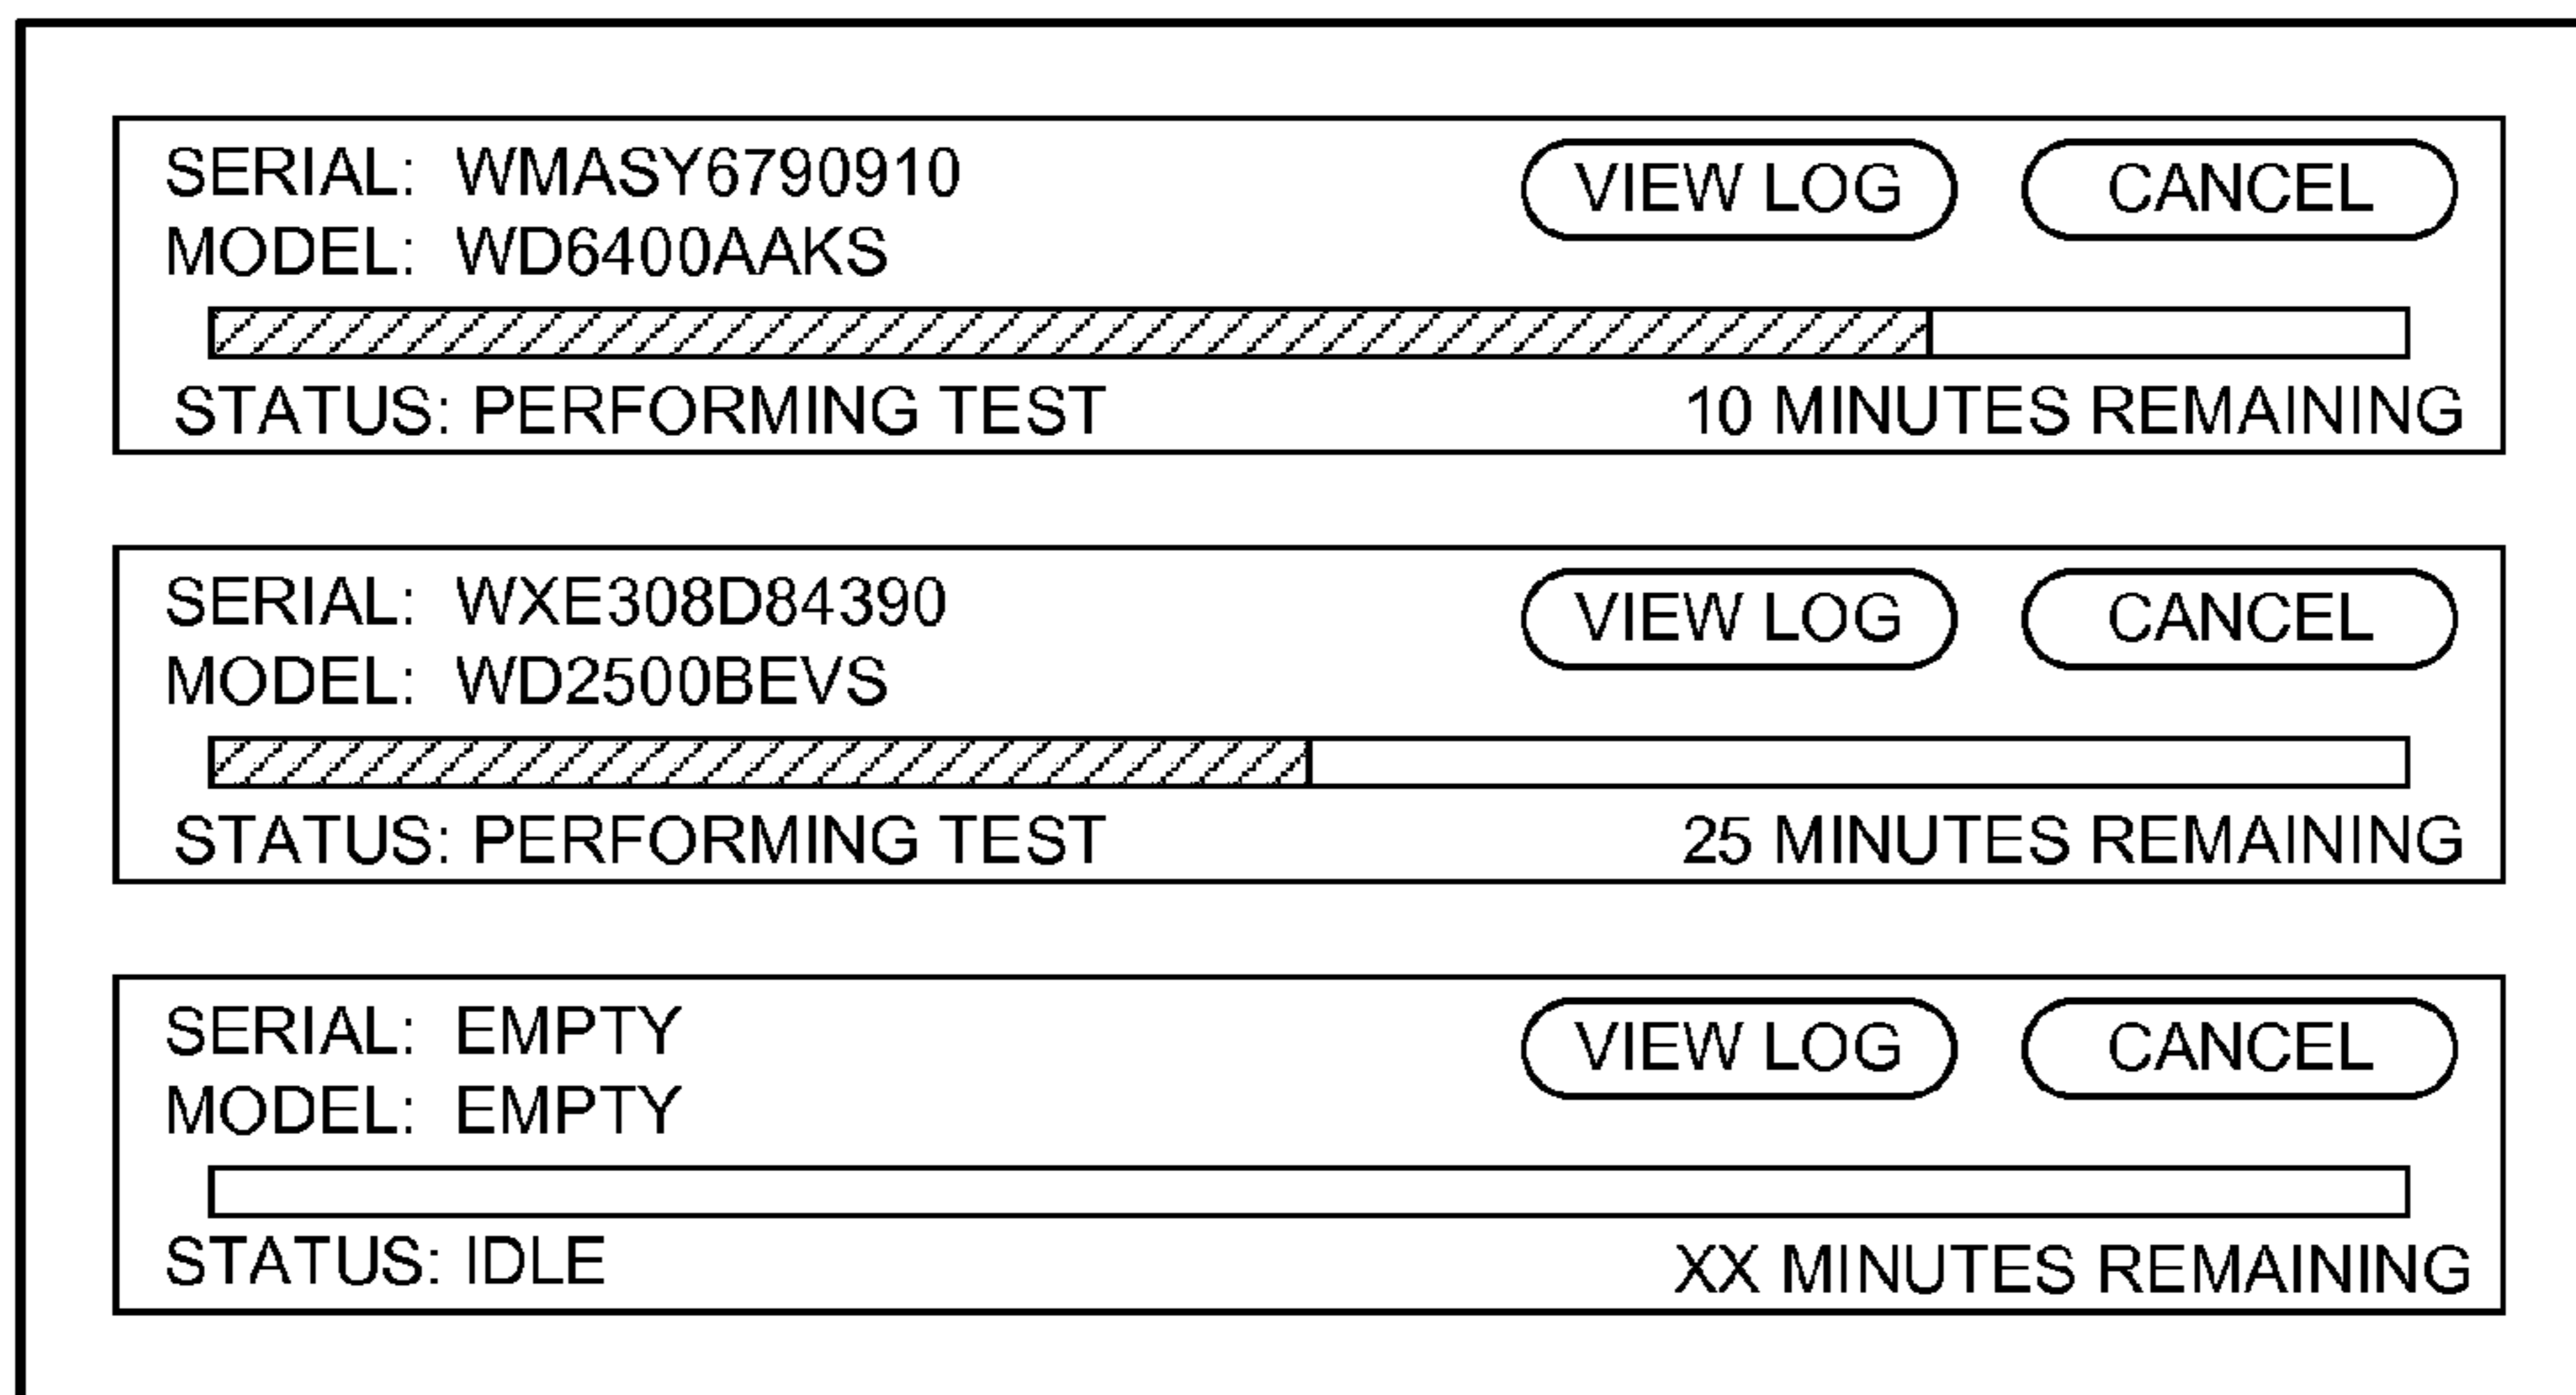 SERIAL: WMASY6790910 VIEW LOG CANCEL
MODEL: WD6400AAKS
STATUS: PERFORMING TEST 10 MINUTES REMAINING
SERIAL: WXE308D84390 VIEW LOG CANCEL
MODEL: WD2500BEVS
STATUS: PERFORMING TEST 25 MINUTES REMAINING
SERIAL: EMPTY VIEW LOG CANCEL
MODEL: EMPTY
STATUS: IDLE XX MINUTES REMAINING